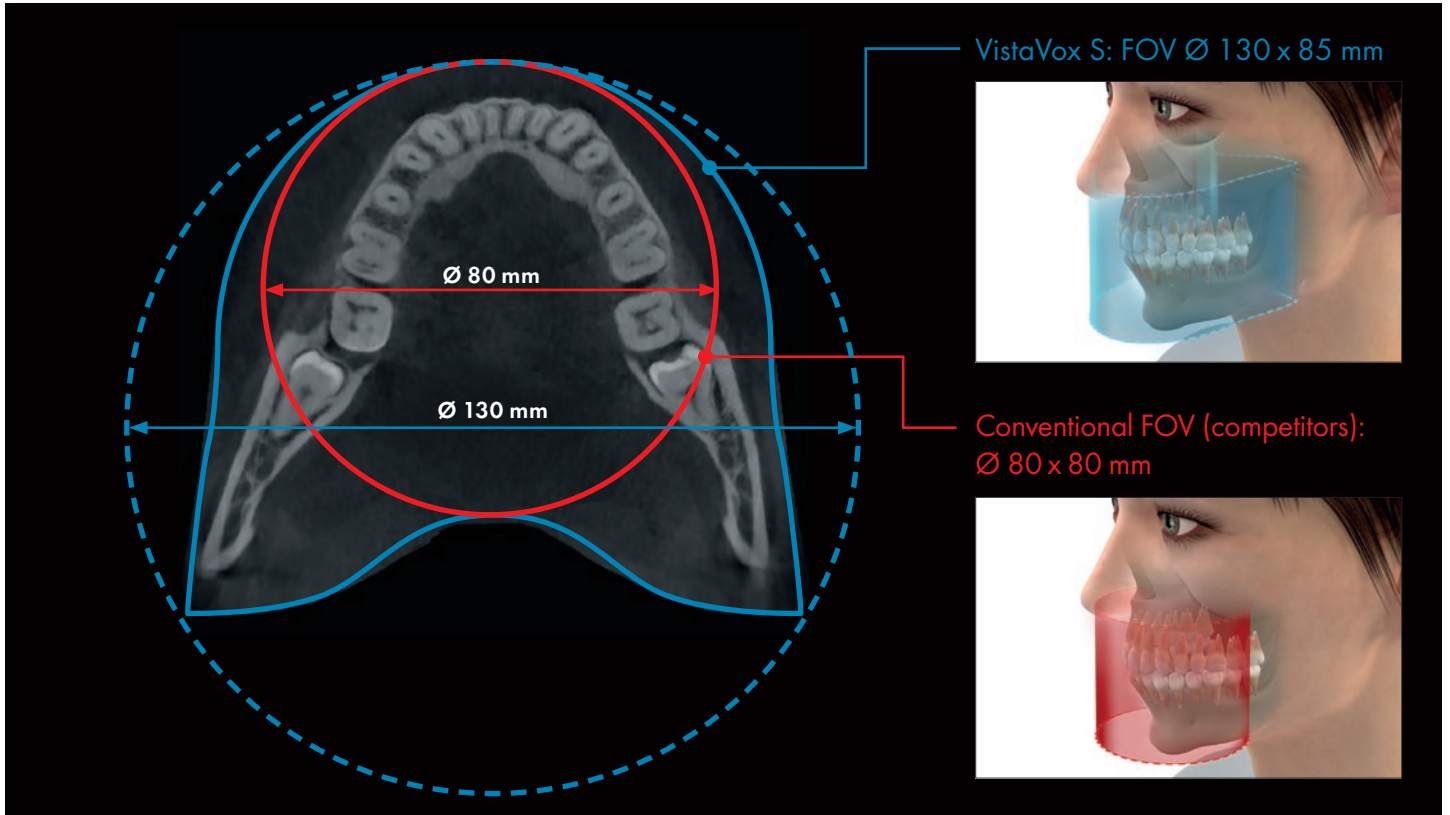 VistaVox S: FOV Ø 130 x 85 mm
Ø 80 mm
Ø 130 mm
Conventional FOV (competitors):
Ø 80 x 80 mm